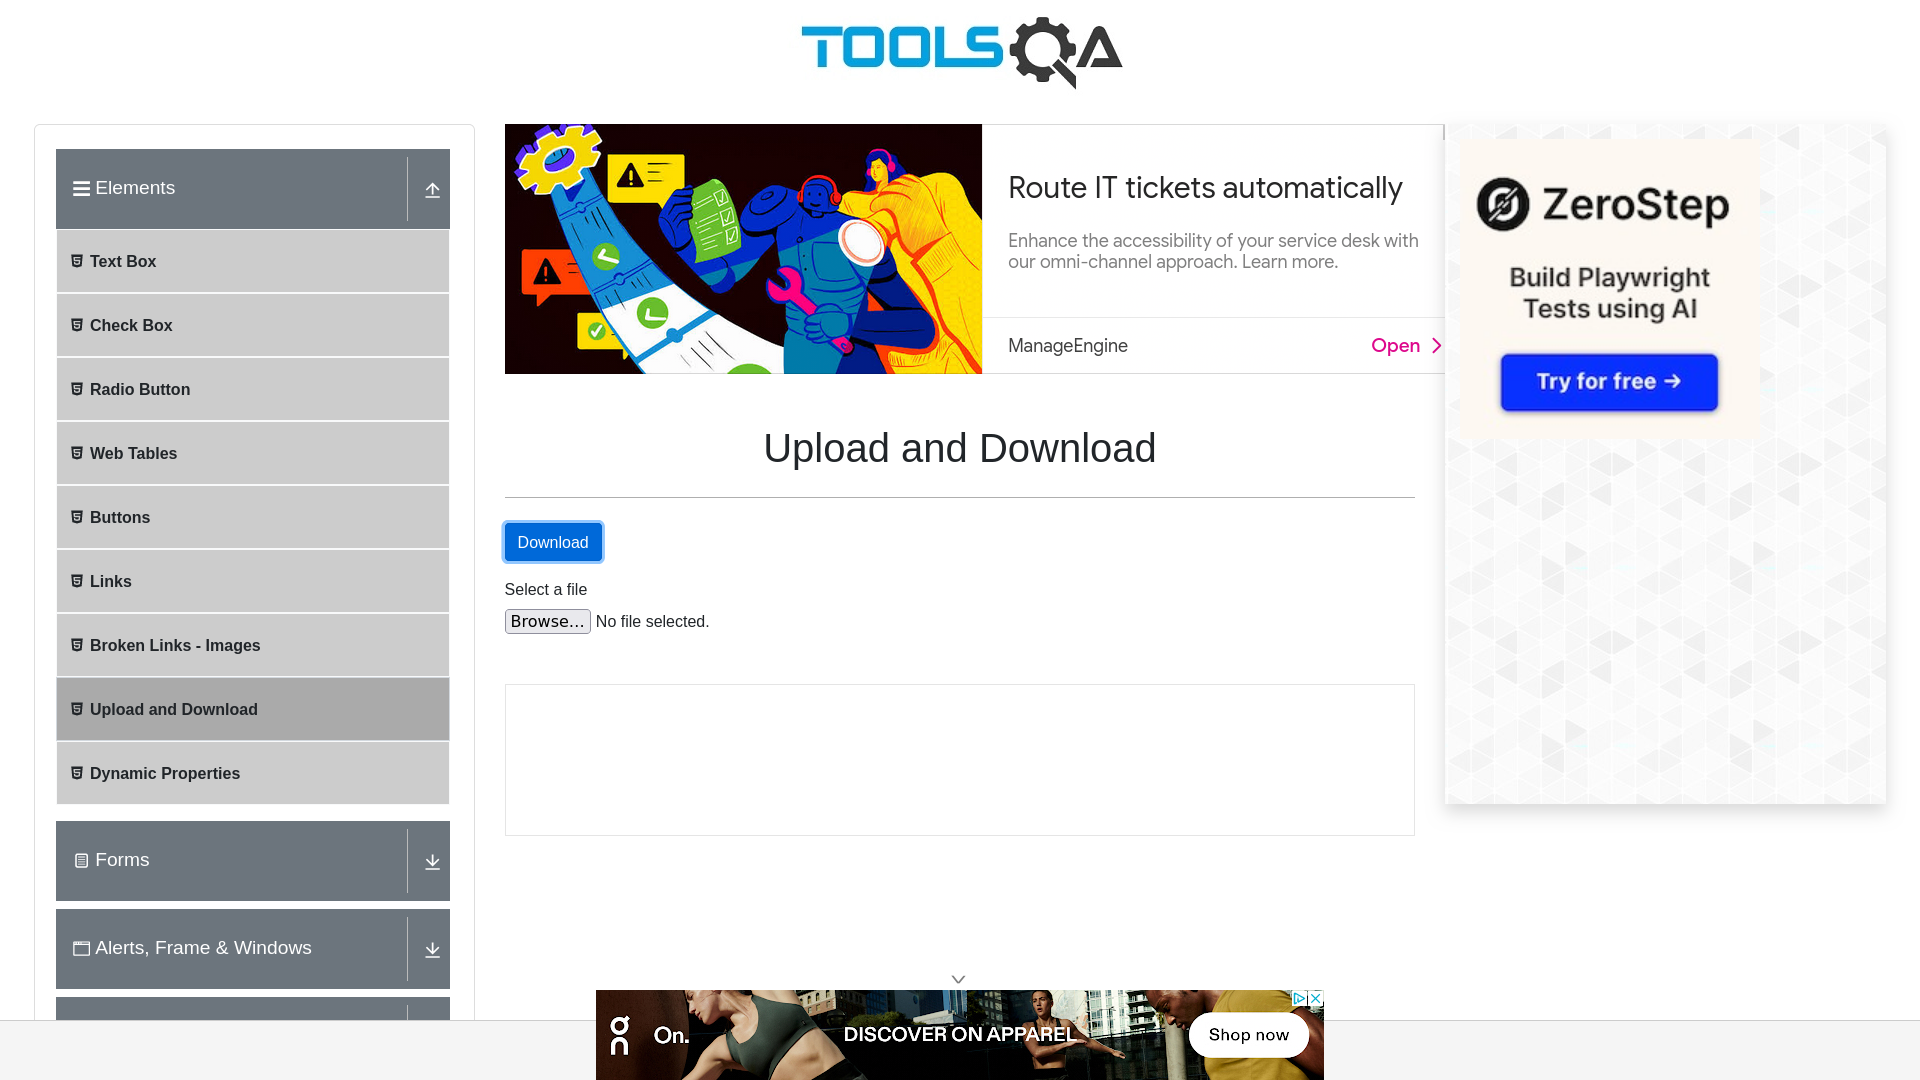 TOOLSQA
Elements
Text Box
Check Box
Radio Button
Web Tables
Buttons
Links
Broken Links - Images
Upload and Download
Dynamic Properties
Forms
Alerts, Frame & Windows
Route IT tickets automatically
Enhance the accessibility of your service desk with
our omni-channel approach. Learn more.
ManageEngine
Open
Upload and Download
Download
Select a file
Browse... No file selected.
ZeroStep
Build Playwright
Tests using AI
Try for free →
On.
DISCOVER ON APPAREL
Shop now